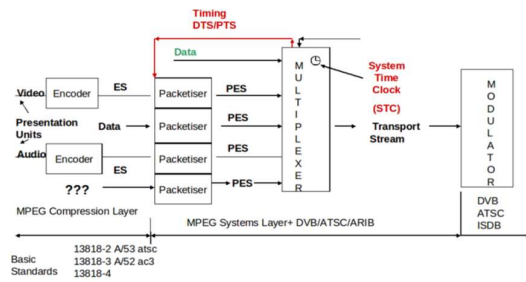 Timing
DTS/PTS
Data
System
Time
Clock
(STC)
Video
Encoder
ES
Packetiser
PES
MULTIPLEXER
MODULATOR
Presentation
Units
Data
Packetiser
PES
Transport
Stream
Audio
Encoder
ES
Packetiser
PES
???
Packetiser
PES
MPEG Compression Layer
MPEG Systems Layer+ DVB/ATSC/ARIB
DVB
ATSC
ISDB
Basic
Standards
13818-2 A/53 atsc
13818-3 A/52 ac3
13818-4